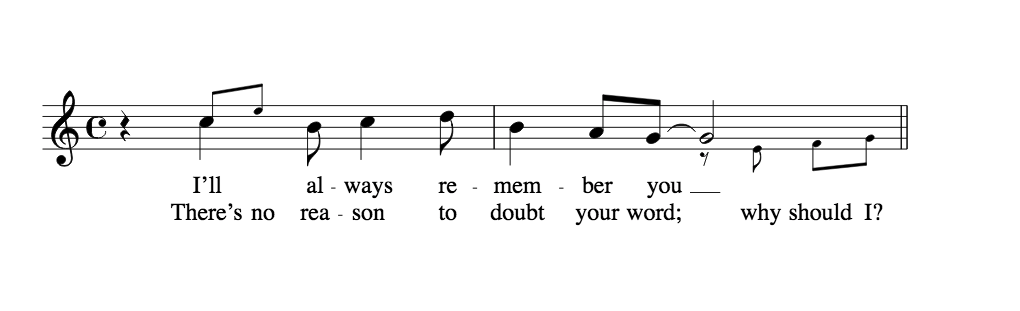 I’ll al - ways re - mem - ber you
There’s no rea - son to doubt your word; why should I?